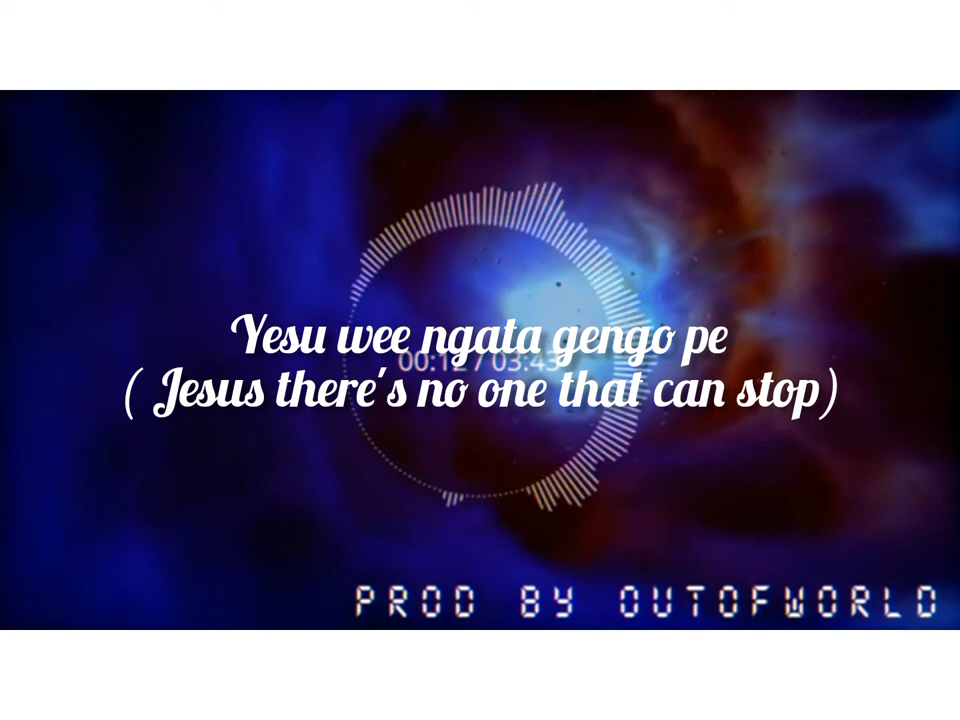 Yesu wee ngata gengo pe
00:12 / 03:43
( Jesus there's no one that can stop)
PROD BY OUTOFWORLD